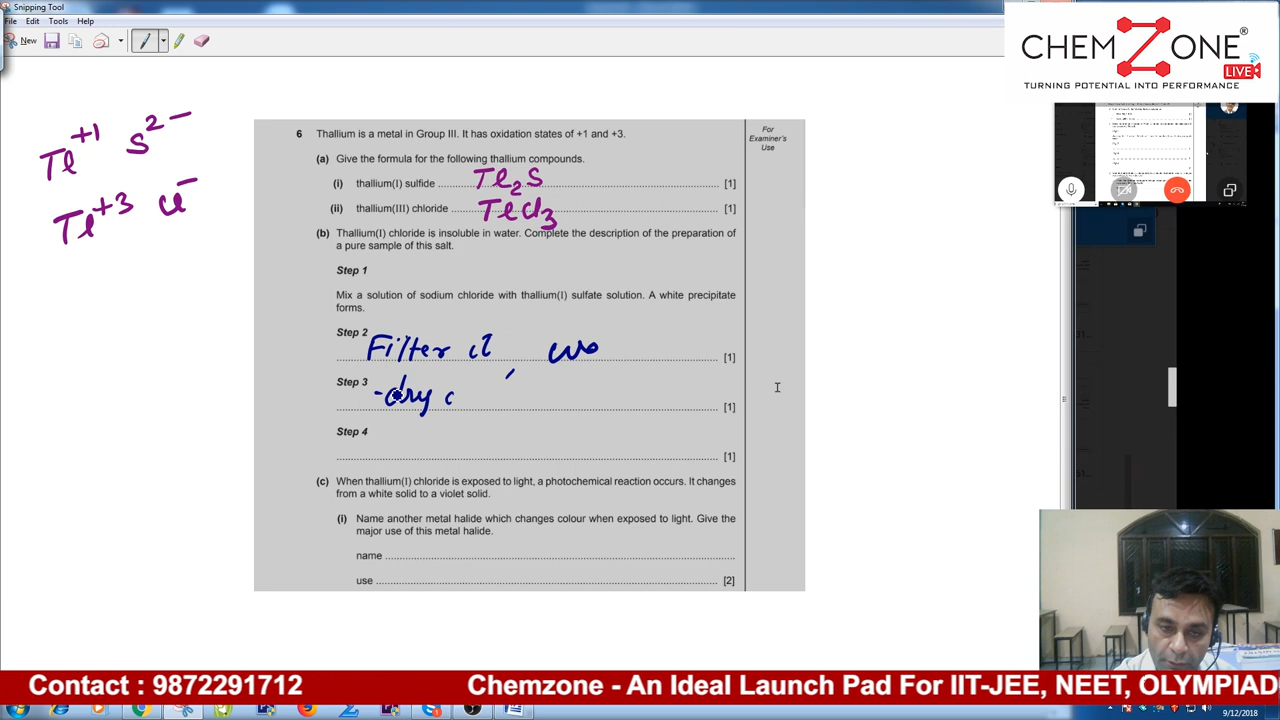 Snipping Tool
File Edit Tools Help
New
CHEMZONE®
LIVE
TURNING POTENTIAL INTO PERFORMANCE
Tl+1 S2−
Tl+3 Cl−
For
Examiner's
Use
6 Thallium is a metal in Group III. It has oxidation states of +1 and +3.
(a) Give the formula for the following thallium compounds.
(i) thallium(I) sulfide Tl2S [1]
(ii) thallium(III) chloride TlCl3 [1]
(b) Thallium(I) chloride is insoluble in water. Complete the description of the preparation of
a pure sample of this salt.
Step 1
Mix a solution of sodium chloride with thallium(I) sulfate solution. A white precipitate
forms.
Step 2
Filter it [1]
Step 3
dry [1]
Step 4
[1]
(c) When thallium(I) chloride is exposed to light, a photochemical reaction occurs. It changes
from a white solid to a violet solid.
(i) Name another metal halide which changes colour when exposed to light. Give the
major use of this metal halide.
name
use [2]
Contact : 9872291712 Chemzone - An Ideal Launch Pad For IIT-JEE, NEET, OLYMPIAD
9/12/2018